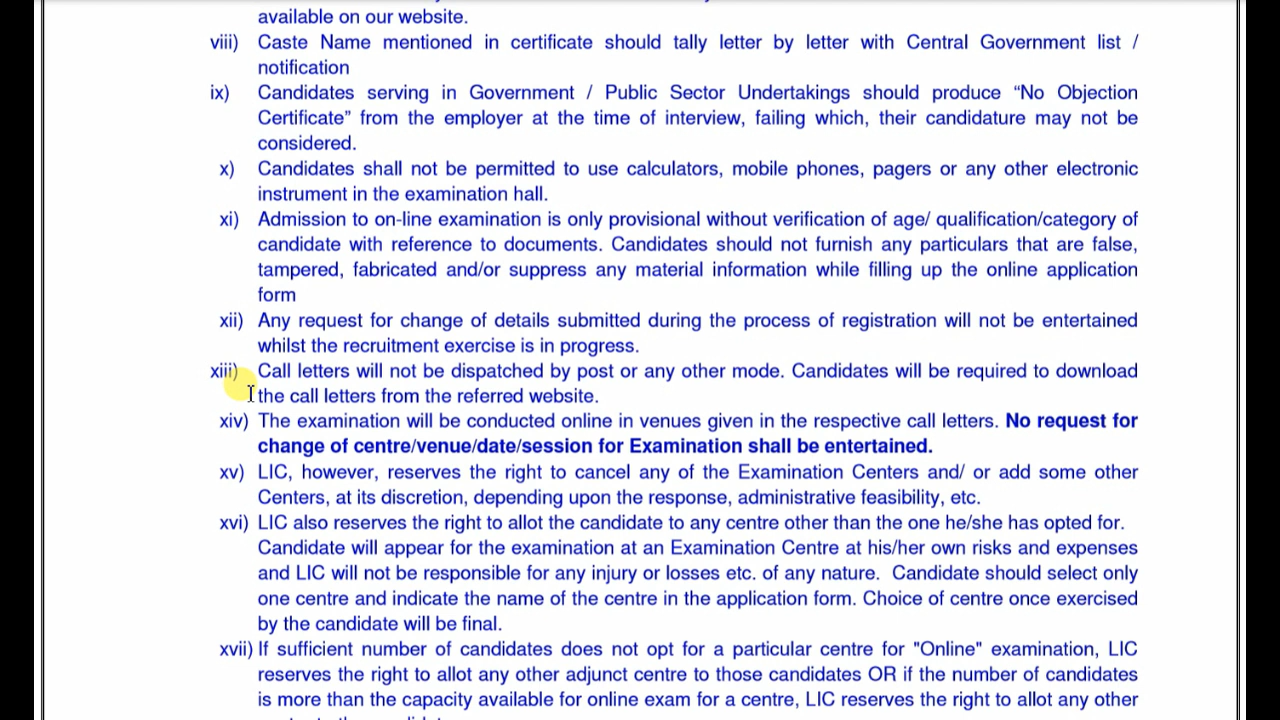 available on our website.
viii) Caste Name mentioned in certificate should tally letter by letter with Central Government list /
notification
ix) Candidates serving in Government / Public Sector Undertakings should produce “No Objection
Certificate” from the employer at the time of interview, failing which, their candidature may not be
considered.
x) Candidates shall not be permitted to use calculators, mobile phones, pagers or any other electronic
instrument in the examination hall.
xi) Admission to on-line examination is only provisional without verification of age/ qualification/category of
candidate with reference to documents. Candidates should not furnish any particulars that are false,
tampered, fabricated and/or suppress any material information while filling up the online application
form
xii) Any request for change of details submitted during the process of registration will not be entertained
whilst the recruitment exercise is in progress.
xiii) Call letters will not be dispatched by post or any other mode. Candidates will be required to download
the call letters from the referred website.
xiv) The examination will be conducted online in venues given in the respective call letters. No request for
change of centre/venue/date/session for Examination shall be entertained.
xv) LIC, however, reserves the right to cancel any of the Examination Centers and/ or add some other
Centers, at its discretion, depending upon the response, administrative feasibility, etc.
xvi) LIC also reserves the right to allot the candidate to any centre other than the one he/she has opted for.
Candidate will appear for the examination at an Examination Centre at his/her own risks and expenses
and LIC will not be responsible for any injury or losses etc. of any nature. Candidate should select only
one centre and indicate the name of the centre in the application form. Choice of centre once exercised
by the candidate will be final.
xvii) If sufficient number of candidates does not opt for a particular centre for "Online" examination, LIC
reserves the right to allot any other adjunct centre to those candidates OR if the number of candidates
is more than the capacity available for online exam for a centre, LIC reserves the right to allot any other